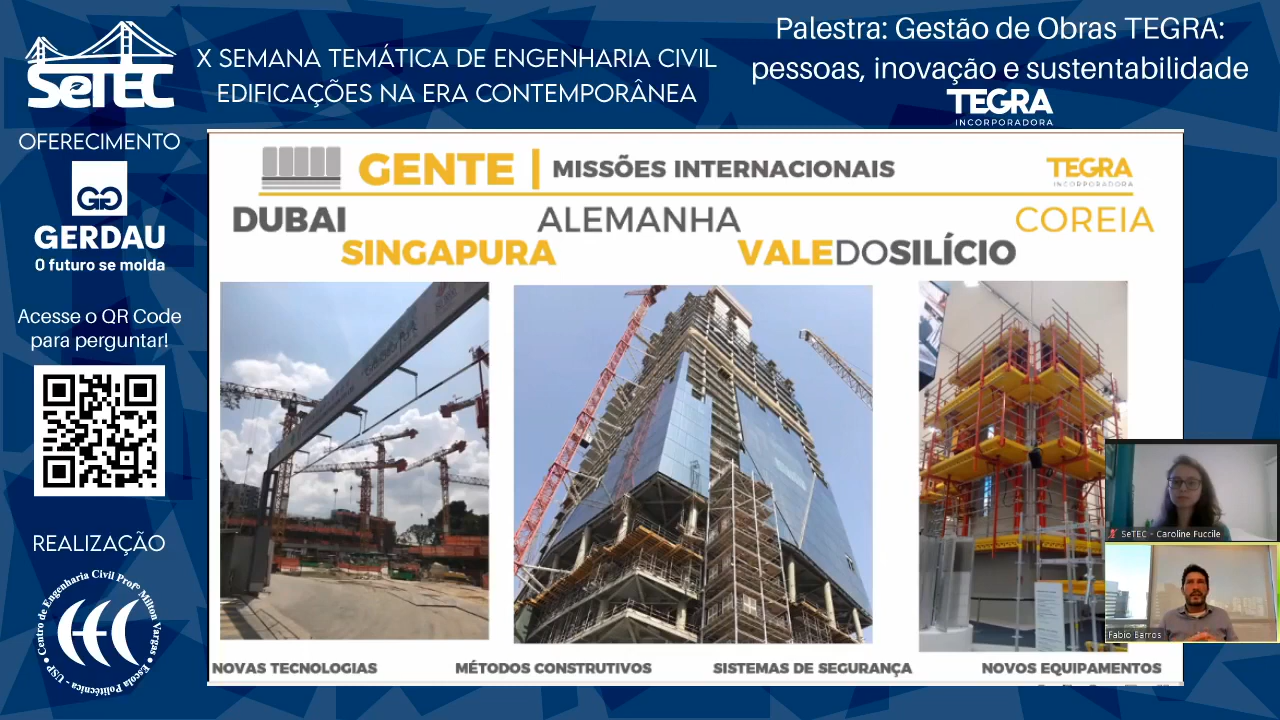 SeTEC
X SEMANA TEMÁTICA DE ENGENHARIA CIVIL
EDIFICAÇÕES NA ERA CONTEMPORÂNEA
Palestra: Gestão de Obras TEGRA:
pessoas, inovação e sustentabilidade
TEGRA
INCORPORADORA
OFERECIMENTO
GERDAU
O futuro se molda
Acesse o QR Code
para perguntar!
REALIZAÇÃO
Centro de Engenharia Civil Profº Milton Vargas • Escola Politécnica - USP •
GENTE | MISSÕES INTERNACIONAIS
TEGRA
INCORPORADORA
DUBAI ALEMANHA COREIA
SINGAPURA VALEDOSILÍCIO
NOVAS TECNOLOGIAS MÉTODOS CONSTRUTIVOS SISTEMAS DE SEGURANÇA NOVOS EQUIPAMENTOS
SeTEC - Caroline Fuccile
Fabio Barros